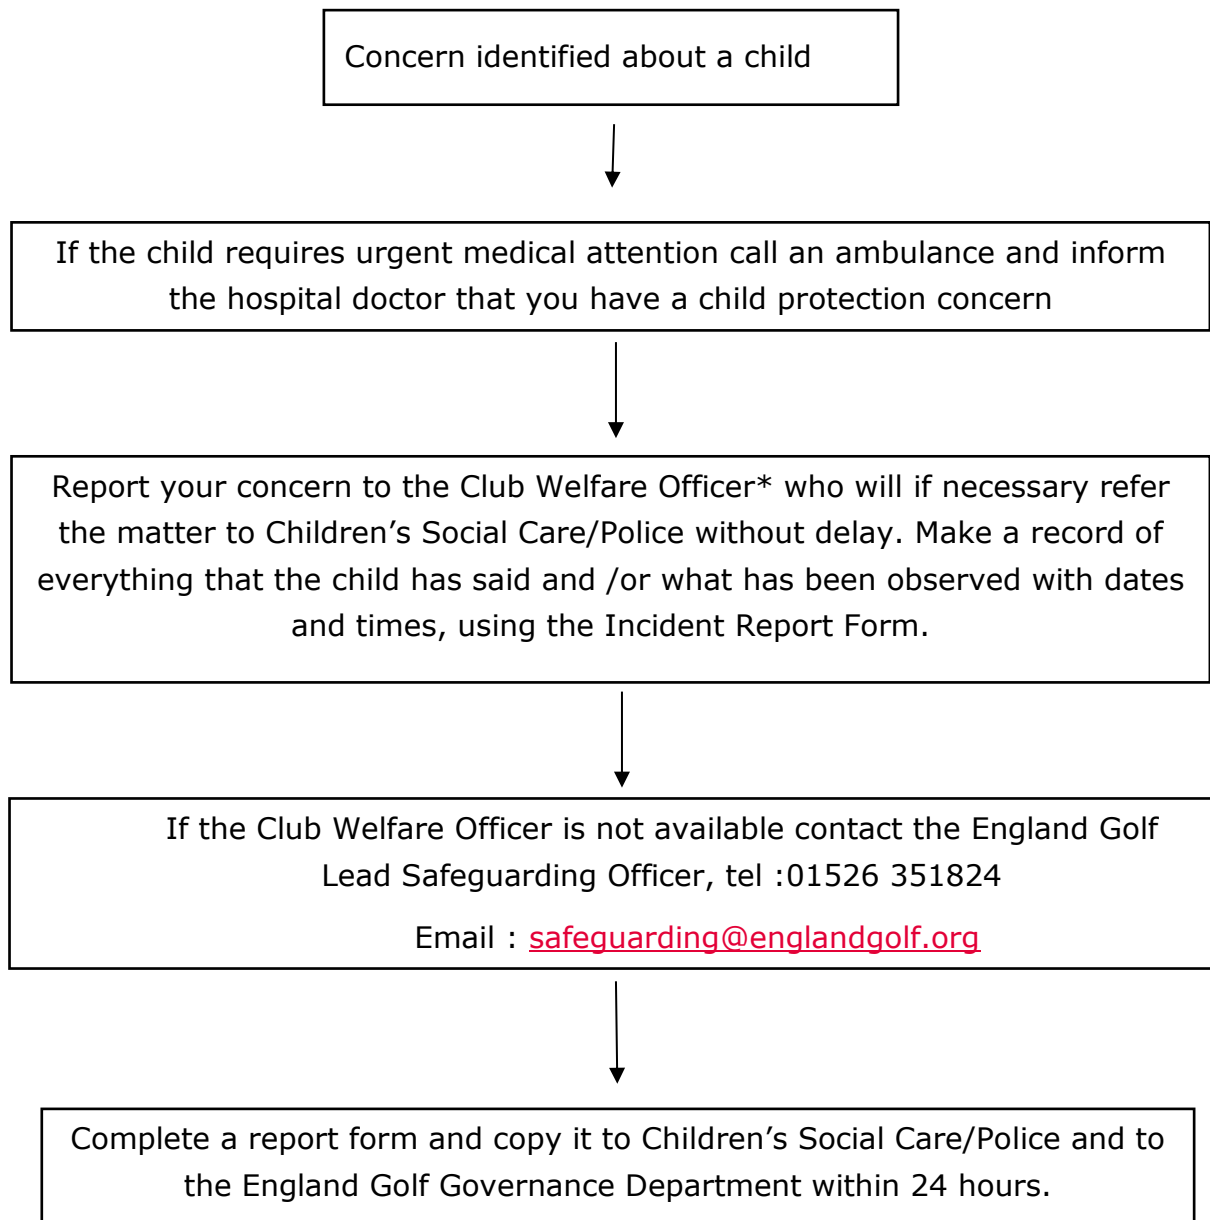 Concern identified about a child
If the child requires urgent medical attention call an ambulance and inform
the hospital doctor that you have a child protection concern
Report your concern to the Club Welfare Officer* who will if necessary refer
the matter to Children’s Social Care/Police without delay. Make a record of
everything that the child has said and /or what has been observed with dates
and times, using the Incident Report Form.
If the Club Welfare Officer is not available contact the England Golf
Lead Safeguarding Officer, tel :01526 351824
Email : safeguarding@englandgolf.org
Complete a report form and copy it to Children’s Social Care/Police and to
the England Golf Governance Department within 24 hours.